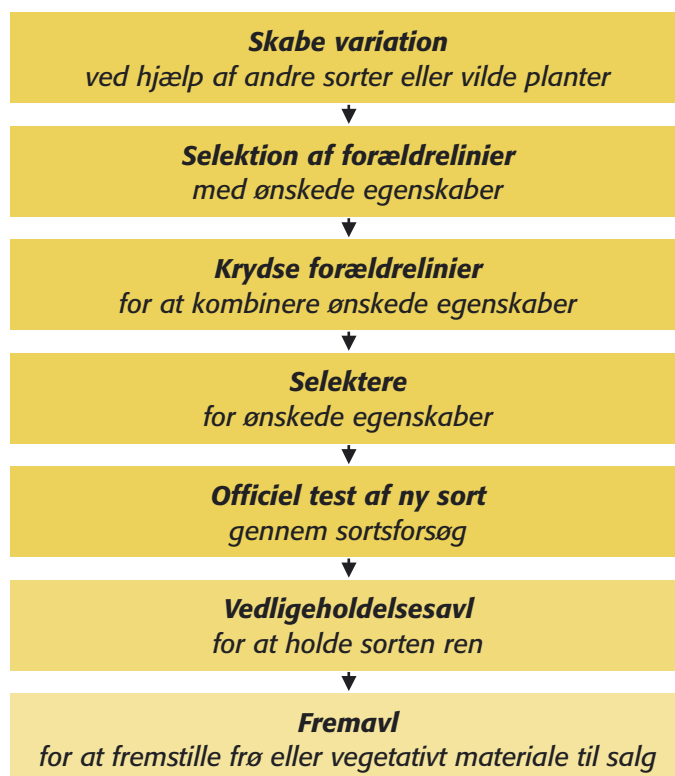 Skabe variation
ved hjælp af andre sorter eller vilde planter
Selektion af forældrelinier
med ønskede egenskaber
Krydse forældrelinier
for at kombinere ønskede egenskaber
Selektere
for ønskede egenskaber
Officiel test af ny sort
gennem sortsforsøg
Vedligeholdelsesavl
for at holde sorten ren
Fremavl
for at fremstille frø eller vegetativt materiale til salg